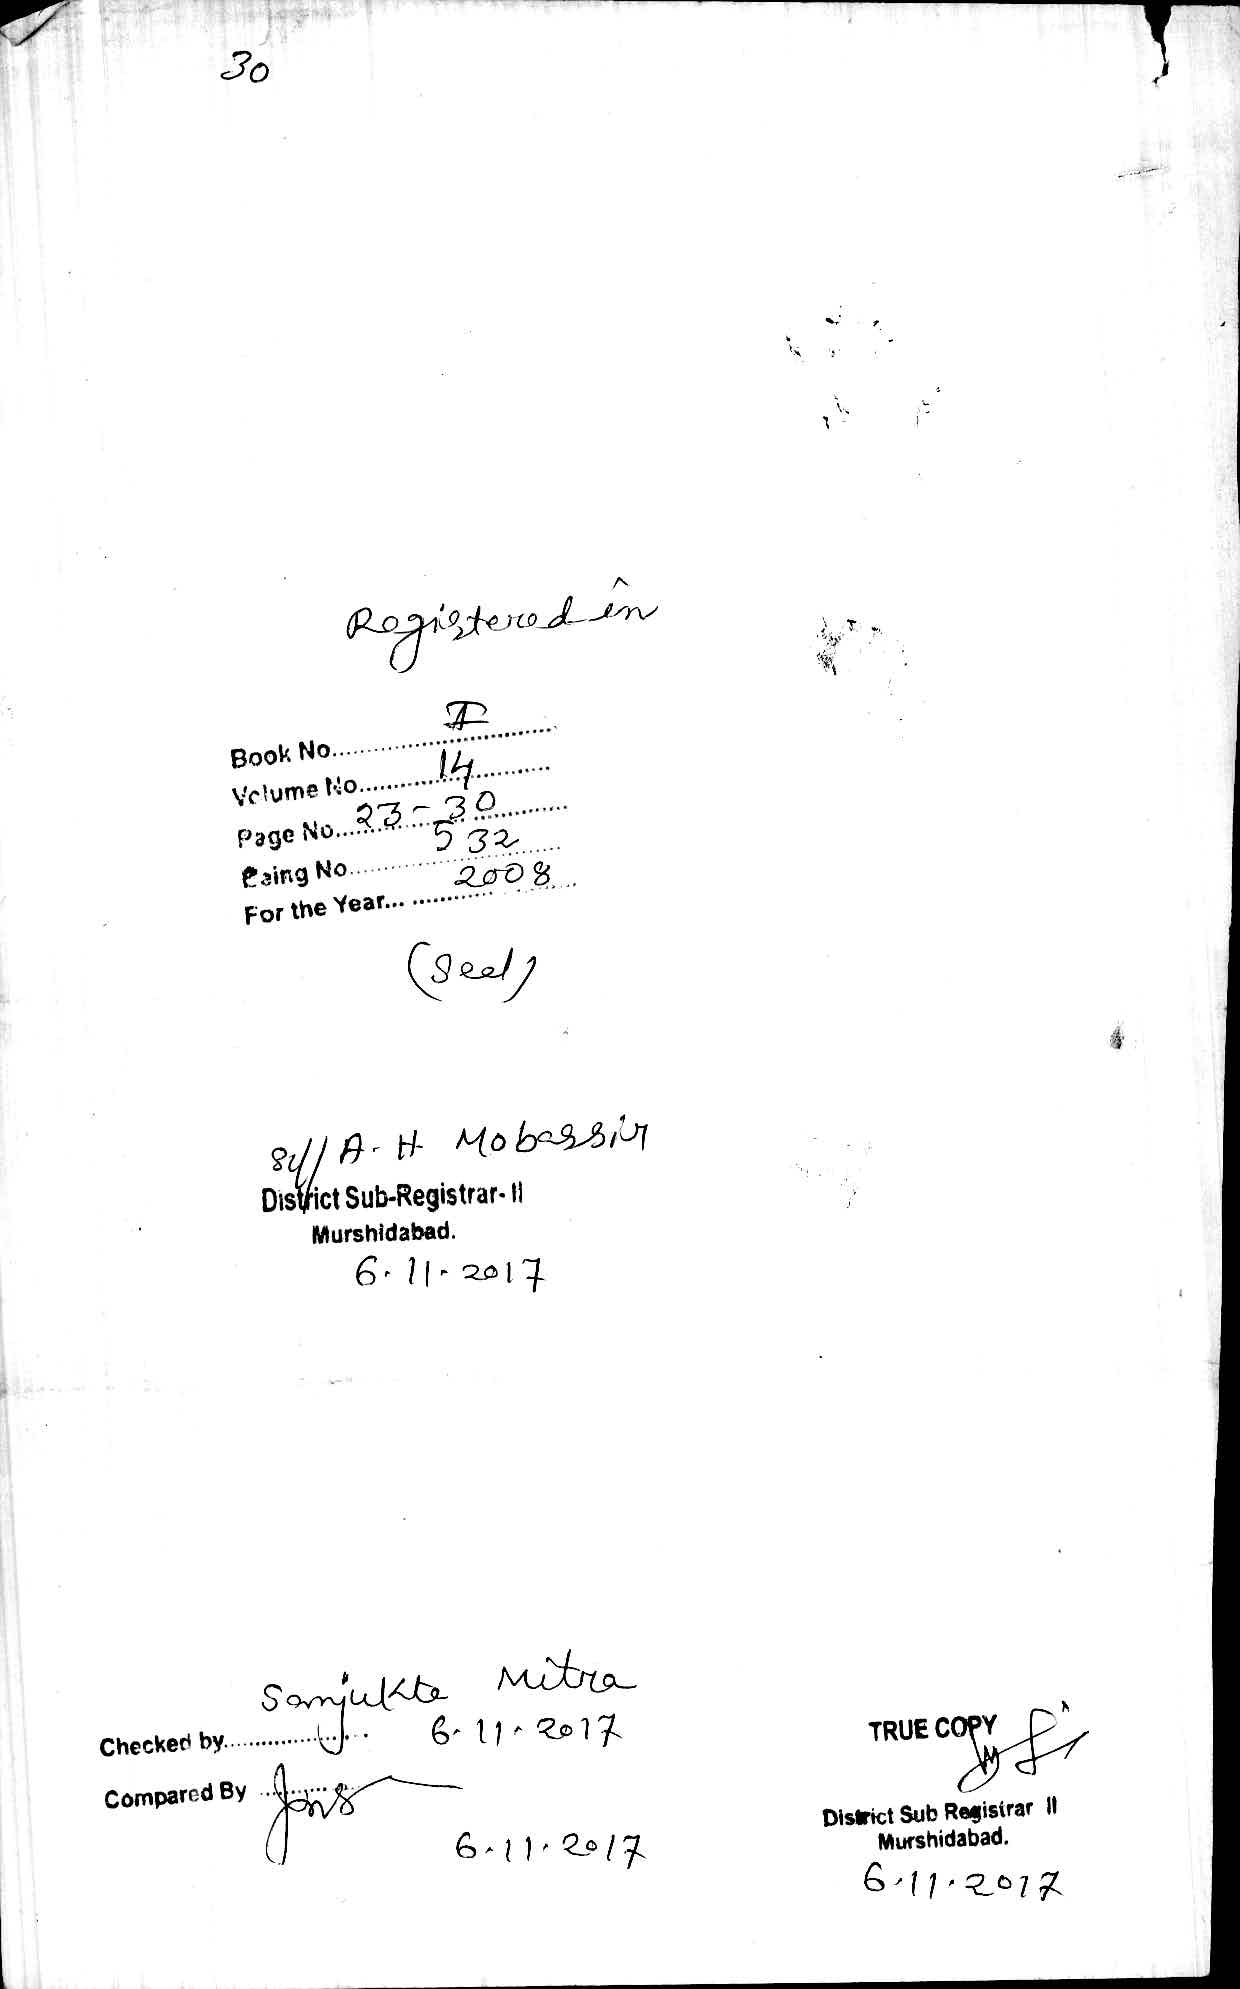 30
Registered in
Book No. I
Volume No. 14
Page No. 23-30
Being No. 532
For the Year... 2008
(Seal)
Sd/ A. H Mobassir
District Sub-Registrar- II
Murshidabad.
6.11.2017
Sanjukta Mitra
Checked by 6.11.2017
Compared By
6.11.2017
TRUE COPY
District Sub Registrar II
Murshidabad.
6.11.2017